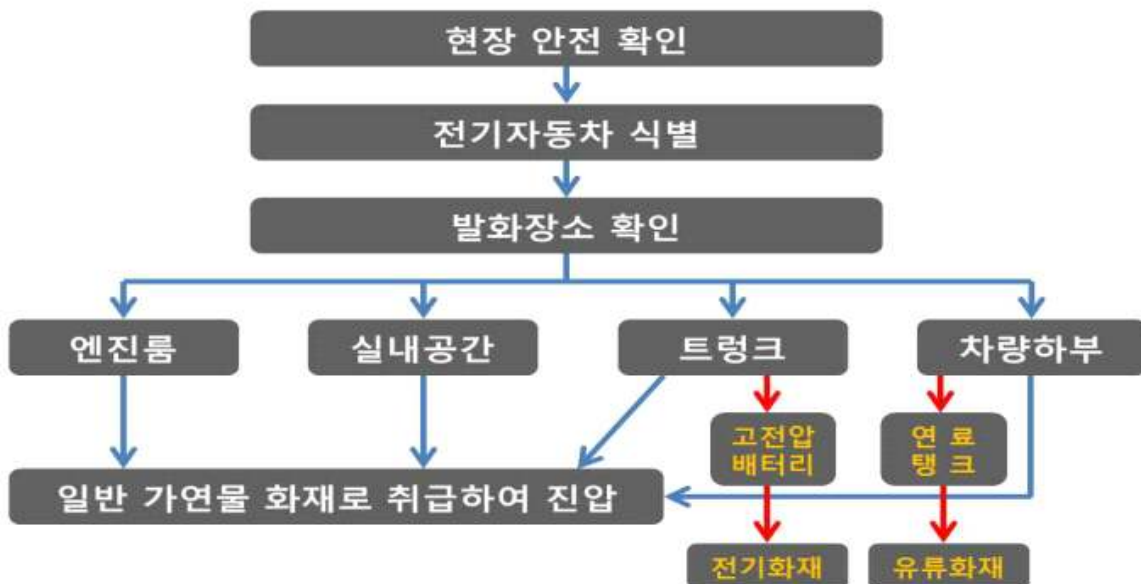 현장 안전 확인
전기자동차 식별
발화장소 확인
엔진룸
실내공간
트렁크
차량하부
고전압
배터리
연 료
탱 크
일반 가연물 화재로 취급하여 진압
전기화재
유류화재